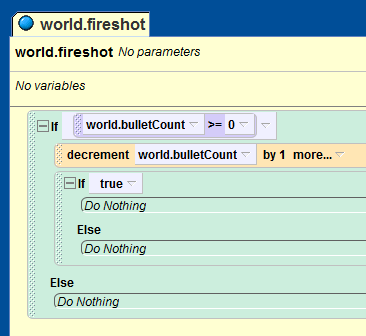 world.fireshot
world.fireshot No parameters
No variables
If world.bulletCount >= 0
decrement world.bulletCount by 1 more...
If true
Do Nothing
Else
Do Nothing
Else
Do Nothing